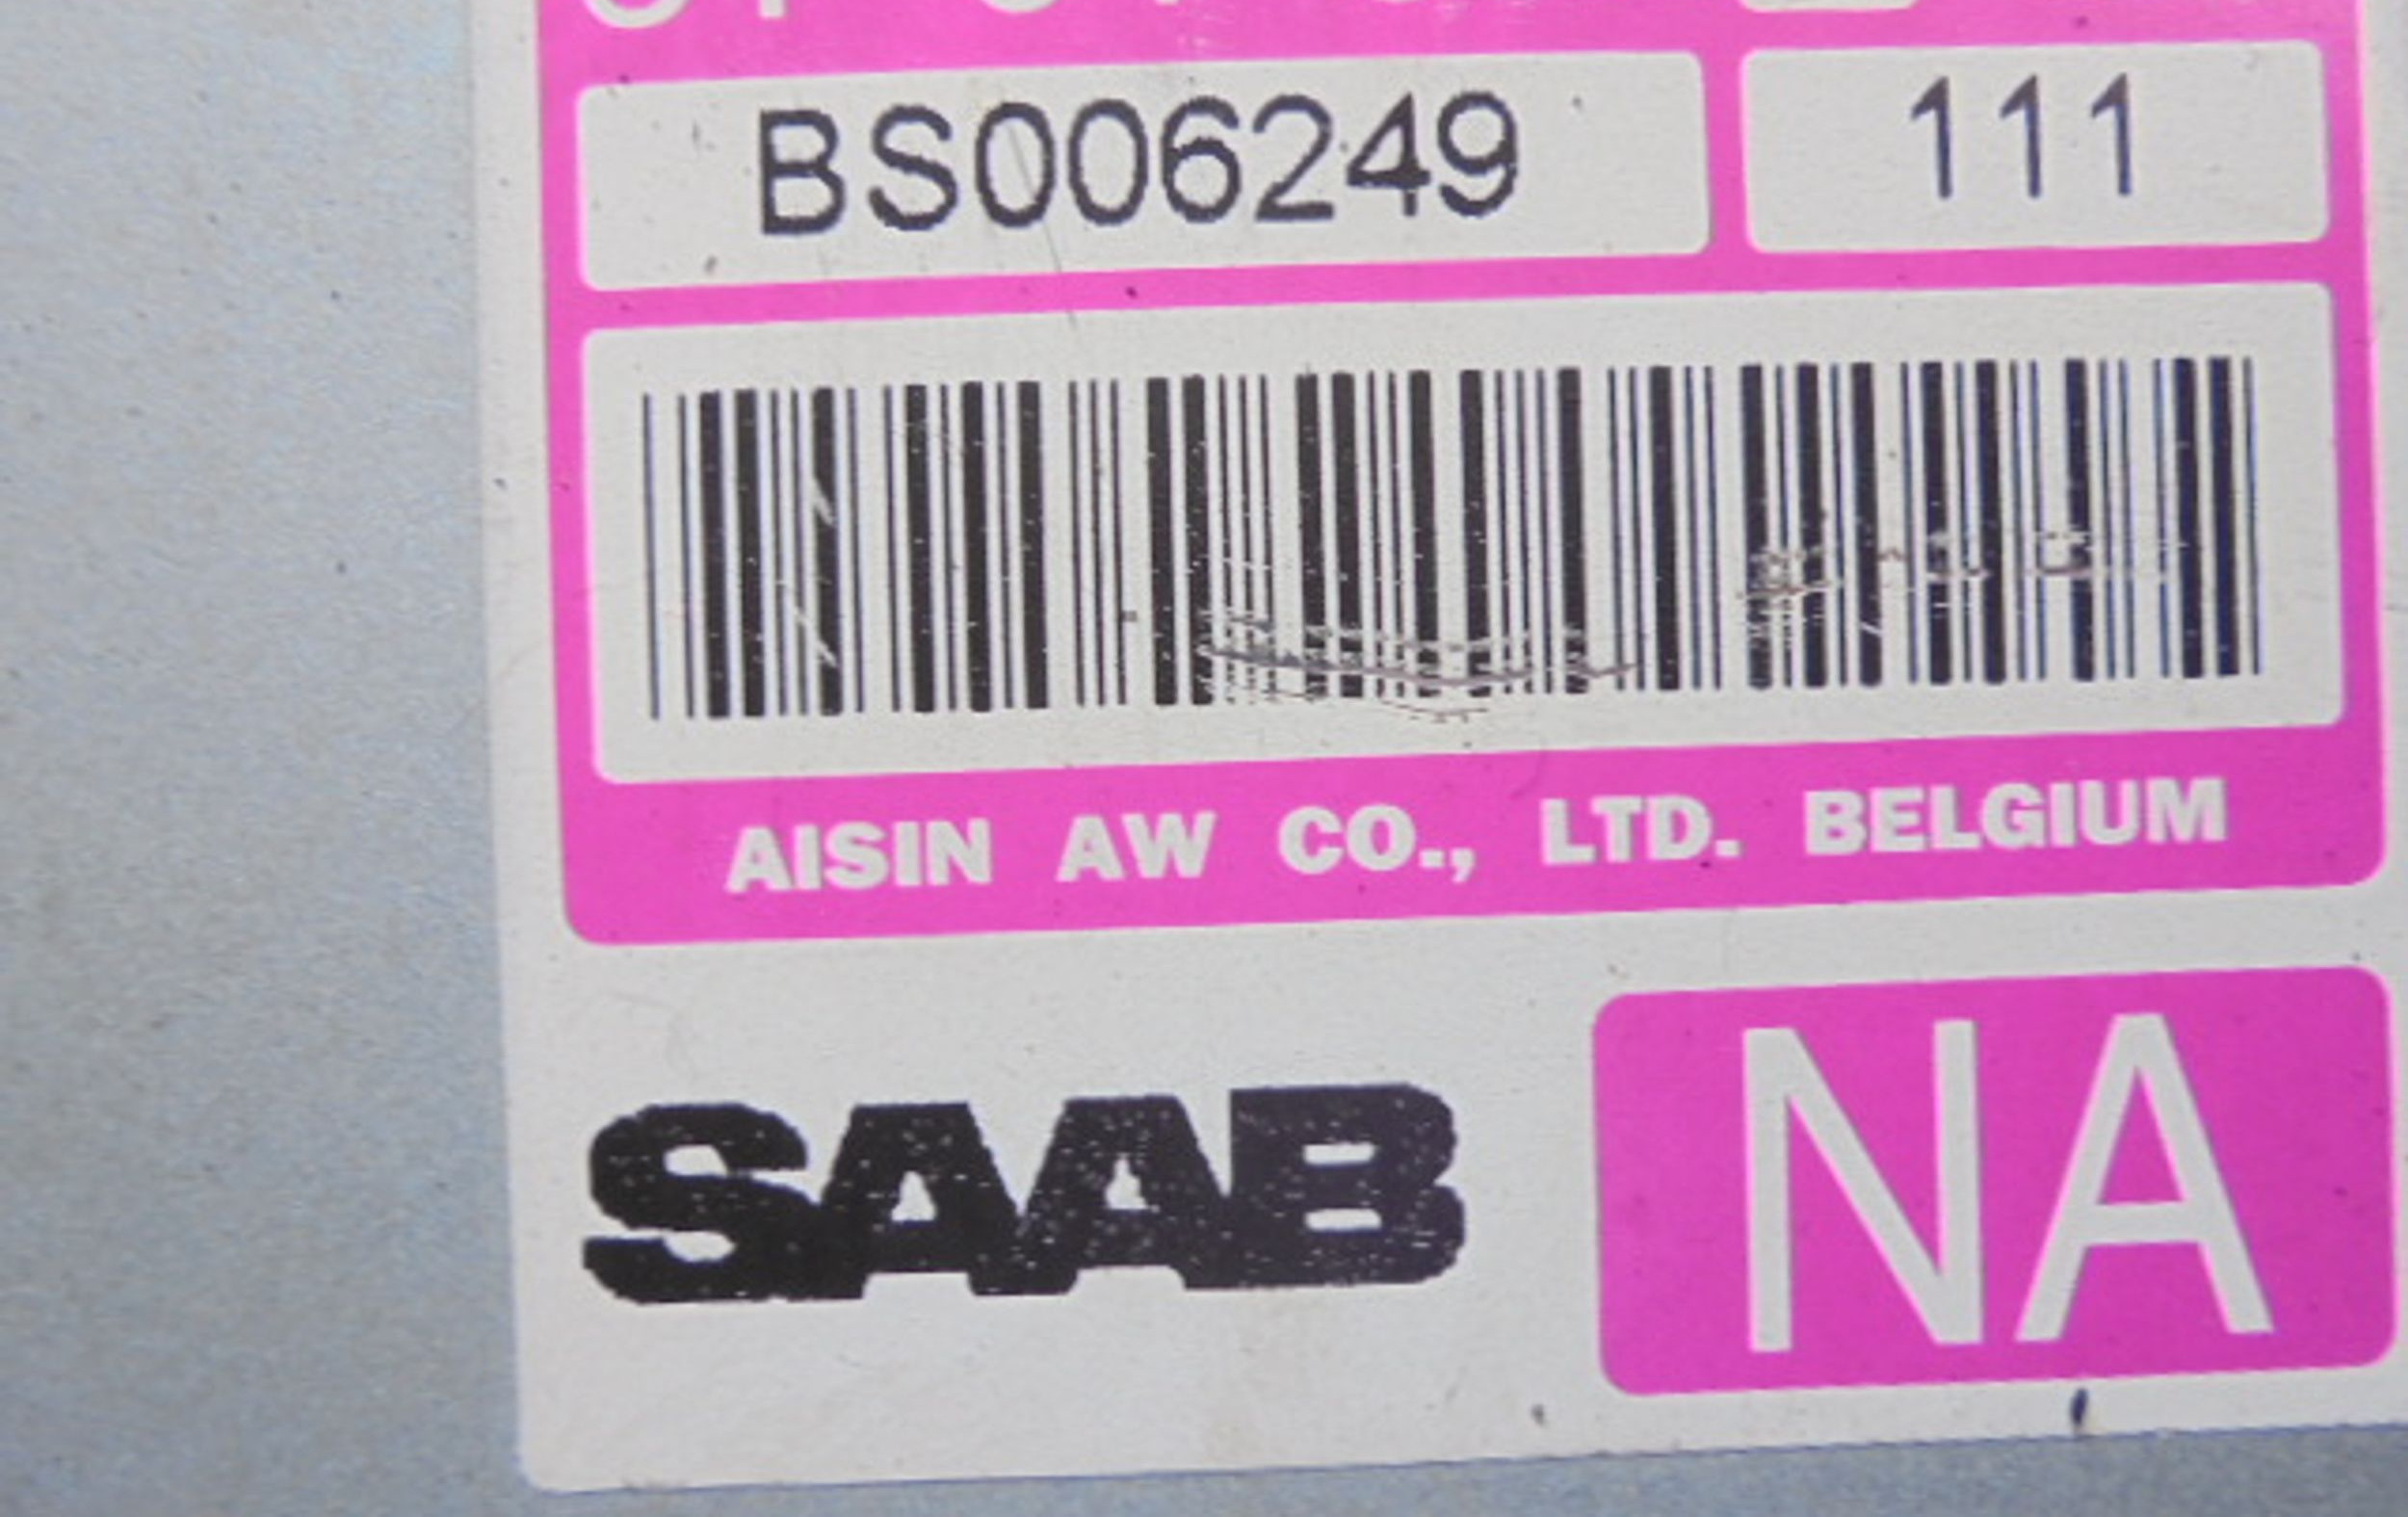 BS006249 111
AISIN AW CO., LTD. BELGIUM
SAAB NA